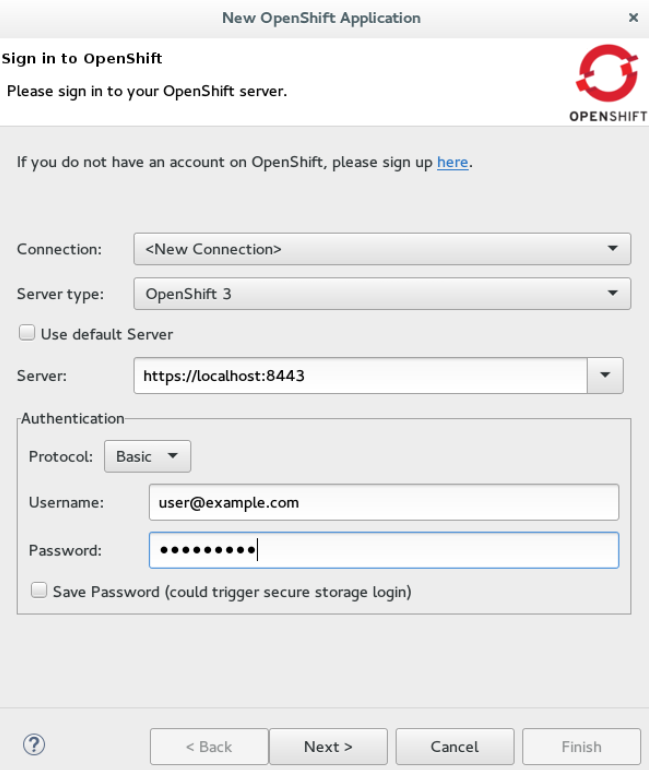 New OpenShift Application ×
Sign in to OpenShift
Please sign in to your OpenShift server.
OPENSHIFT
If you do not have an account on OpenShift, please sign up here.
Connection: <New Connection>
Server type: OpenShift 3
Use default Server
Server: https://localhost:8443
Authentication
Protocol: Basic
Username: user@example.com
Password: ●●●●●●●●●
Save Password (could trigger secure storage login)
? < Back Next > Cancel Finish